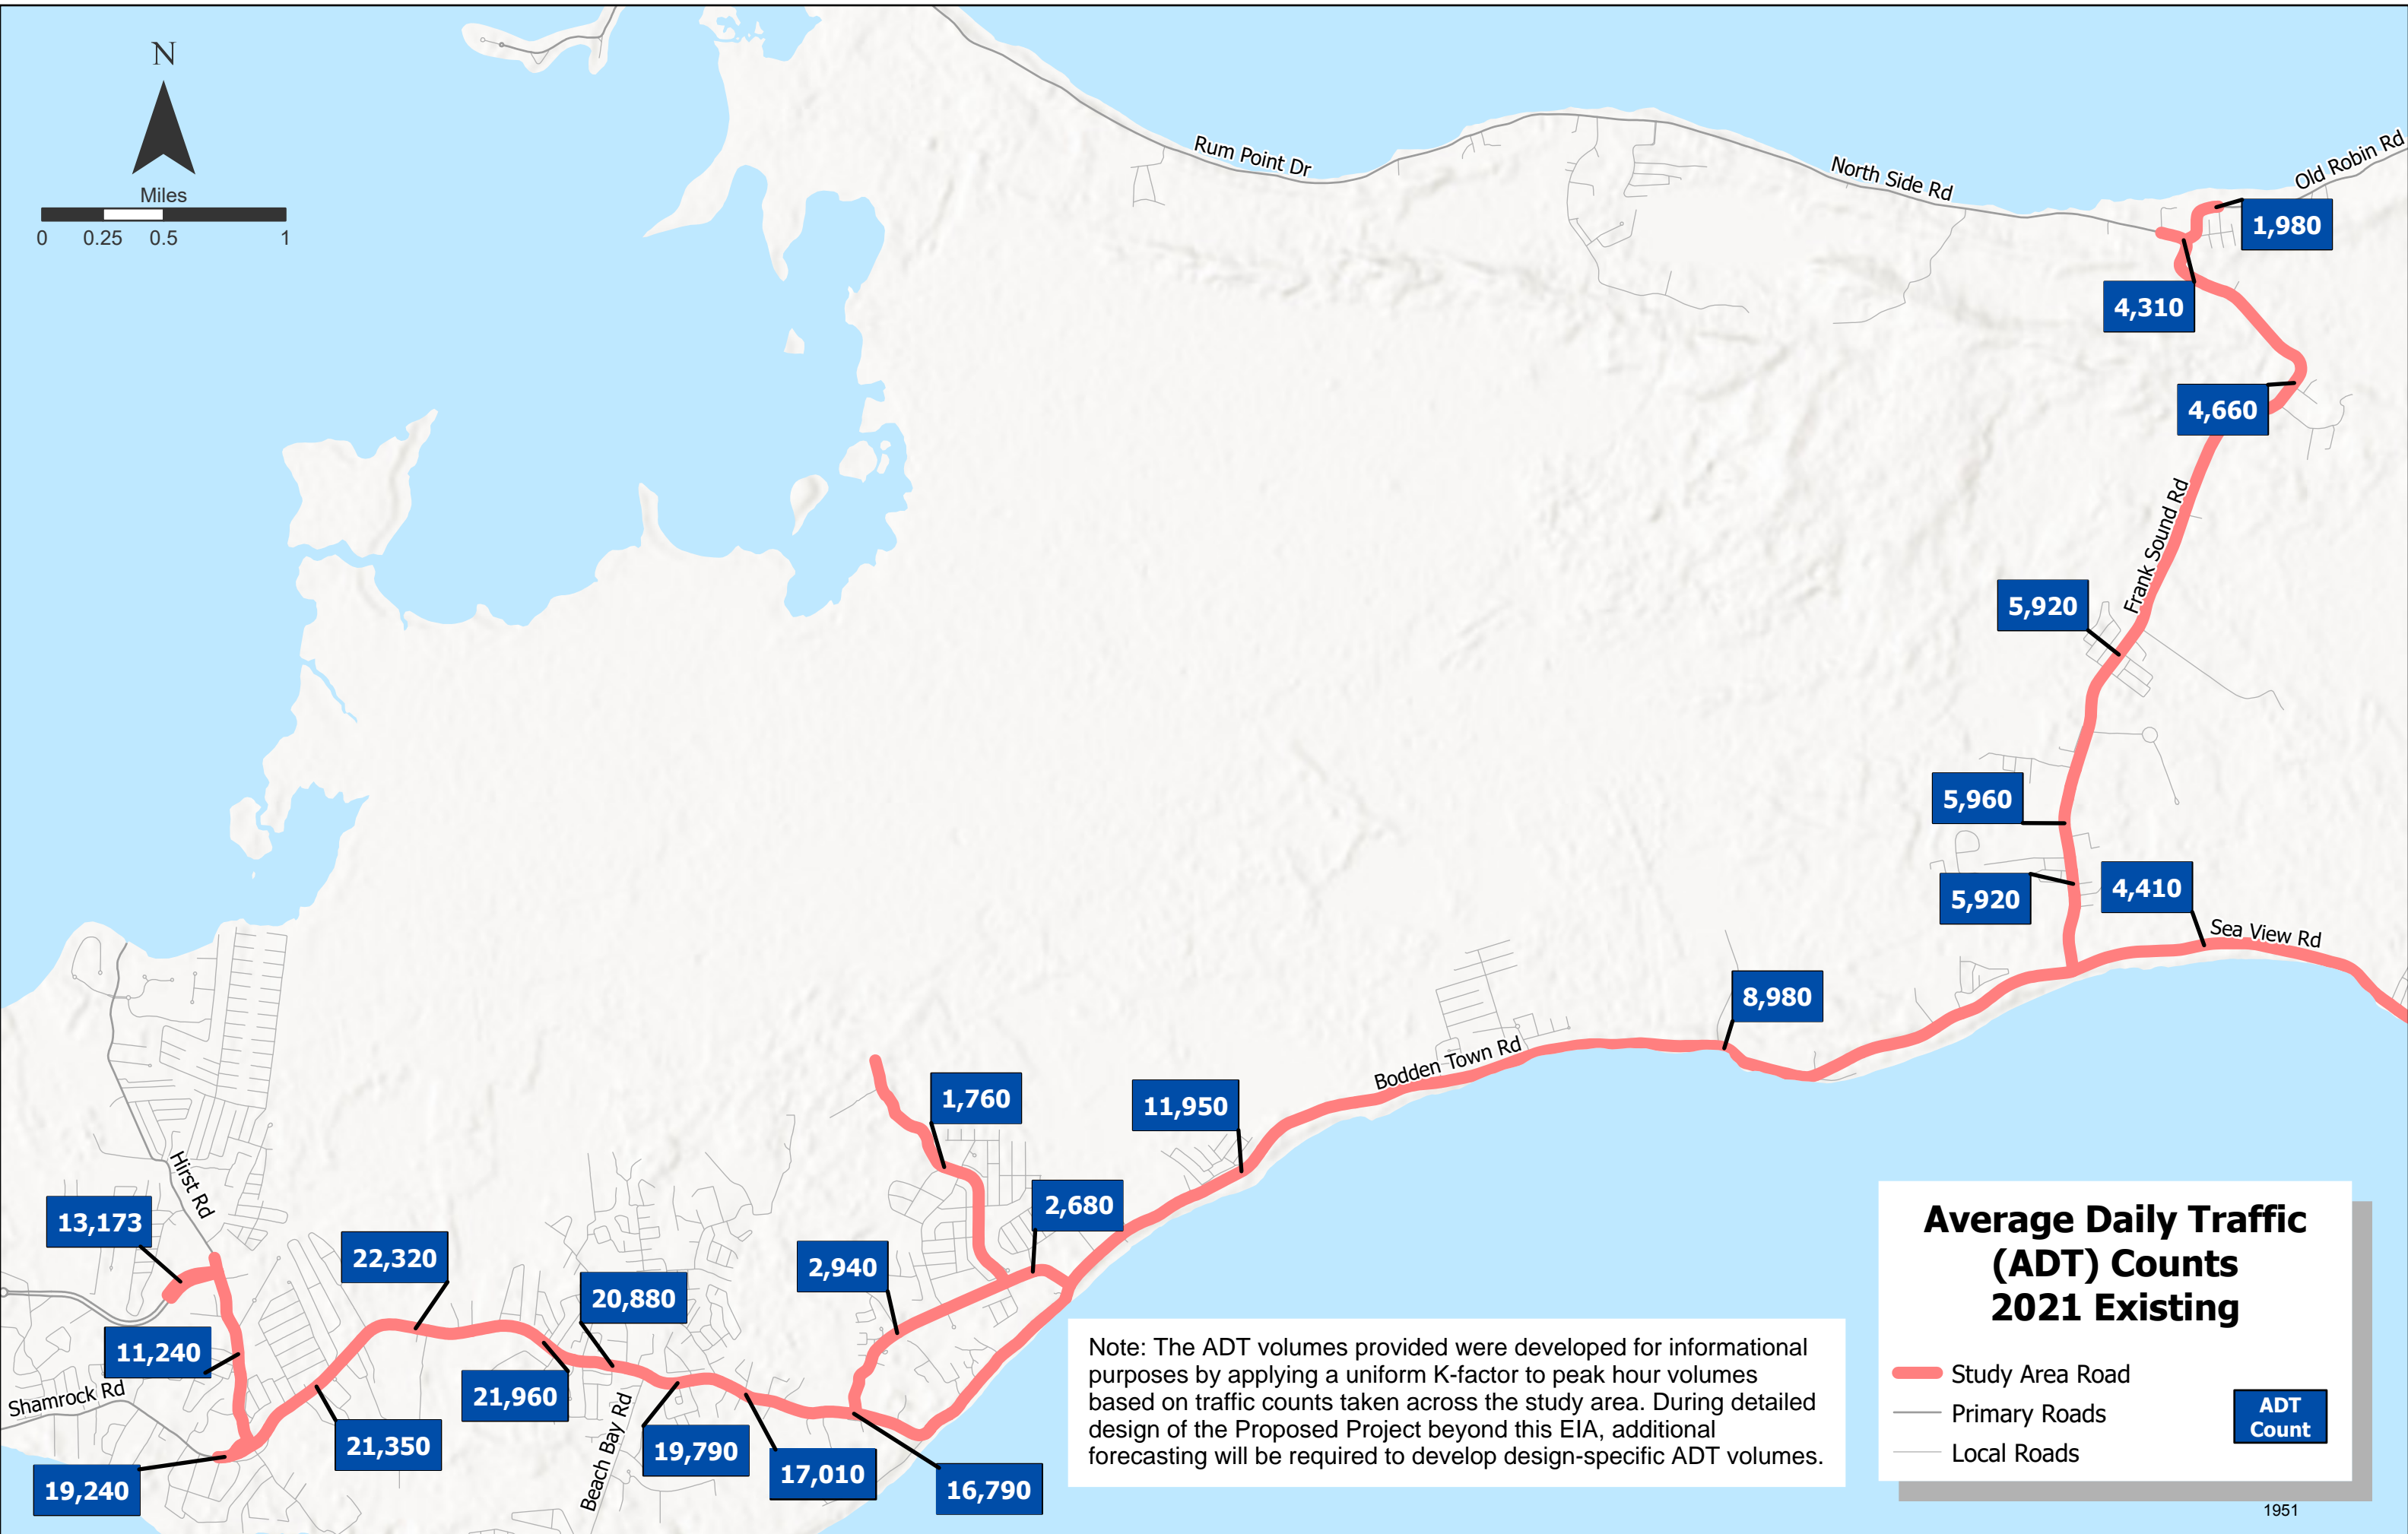 N
Miles
0 0.25 0.5 1
Rum Point Dr
North Side Rd
Old Robin Rd
1,980
4,310
4,660
Frank Sound Rd
5,920
5,960
5,920
4,410
Sea View Rd
8,980
Bodden Town Rd
11,950
1,760
2,680
2,940
Hirst Rd
13,173
22,320
20,880
11,240
Shamrock Rd
21,960
Beach Bay Rd
21,350
19,790
17,010
16,790
19,240
Note: The ADT volumes provided were developed for informational
purposes by applying a uniform K-factor to peak hour volumes
based on traffic counts taken across the study area. During detailed
design of the Proposed Project beyond this EIA, additional
forecasting will be required to develop design-specific ADT volumes.
Average Daily Traffic
(ADT) Counts
2021 Existing
Study Area Road
Primary Roads
Local Roads
ADT
Count
1951